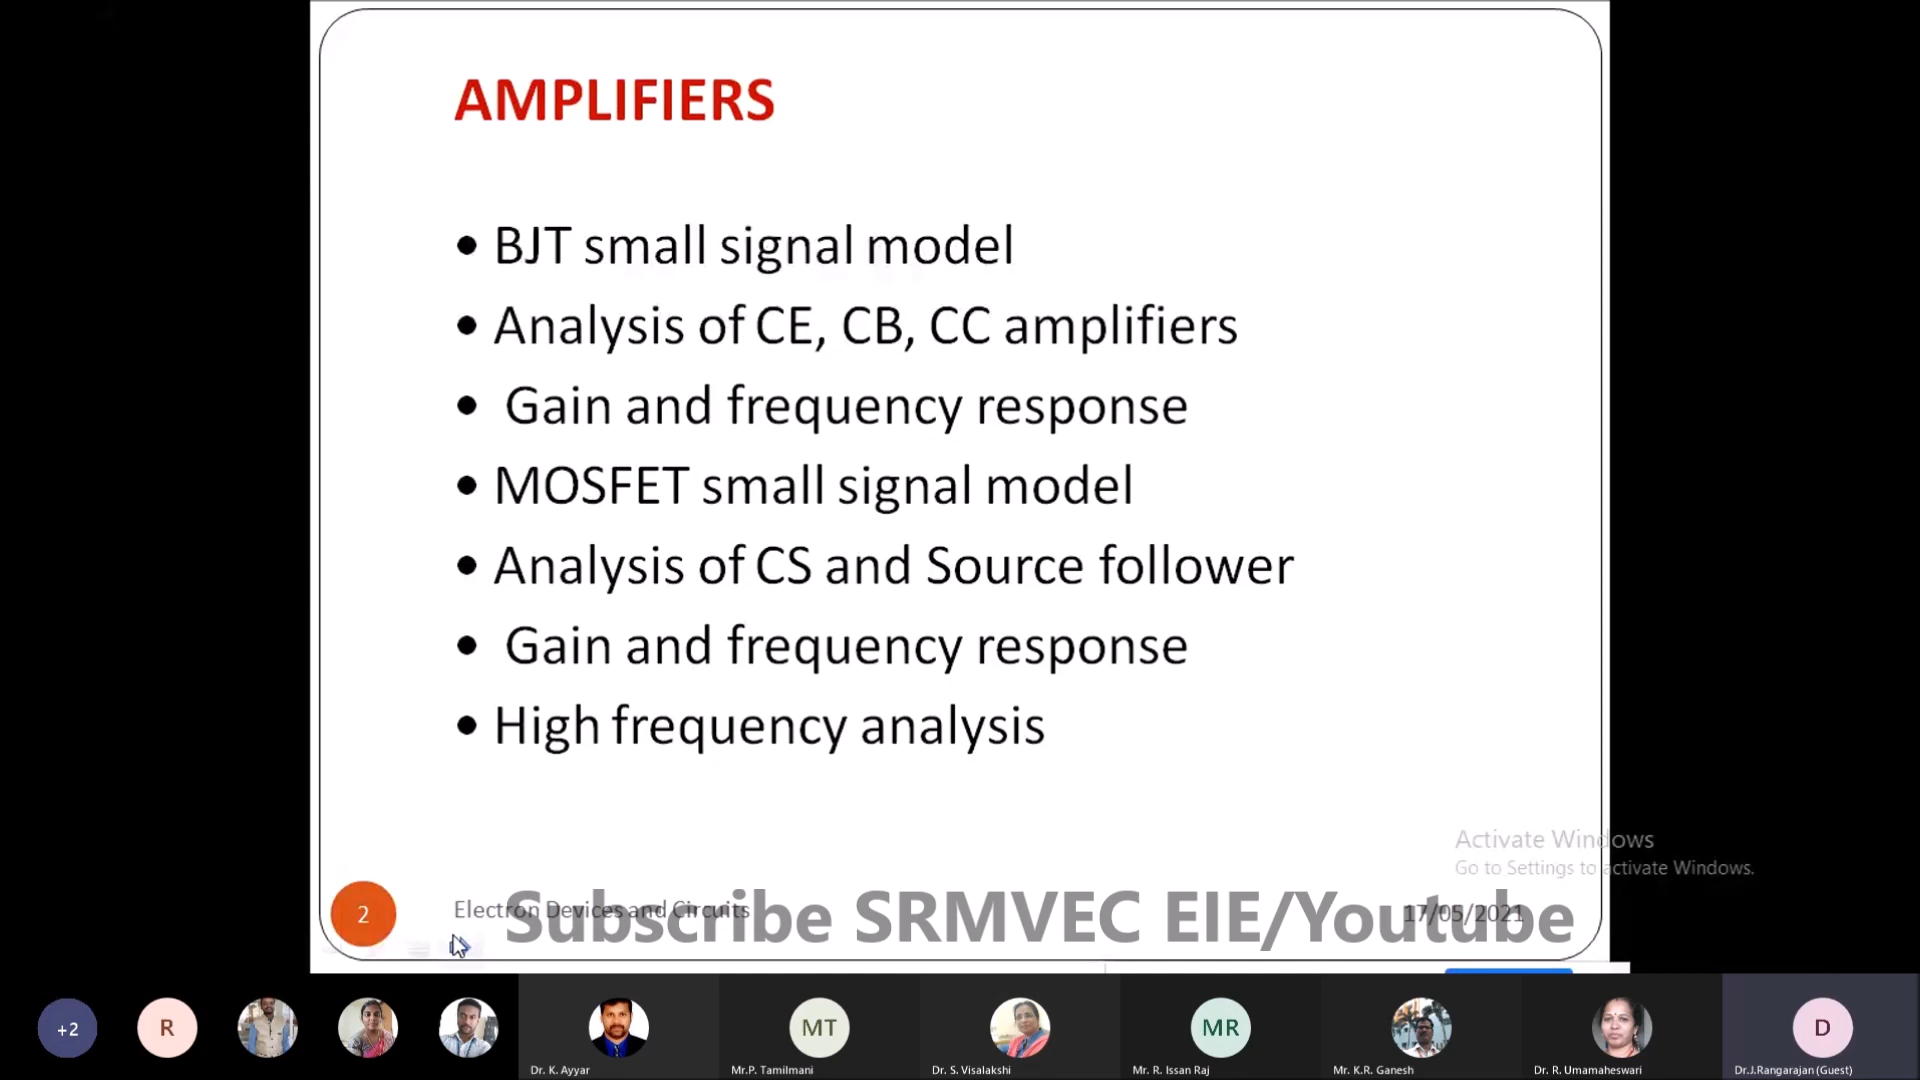 AMPLIFIERS
• BJT small signal model
• Analysis of CE, CB, CC amplifiers
• Gain and frequency response
• MOSFET small signal model
• Analysis of CS and Source follower
• Gain and frequency response
• High frequency analysis
Activate Windows
Go to Settings to activate Windows.
2
Electron Devices and Circuits
17/05/2021
Subscribe SRMVEC EIE/Youtube
+2
R
MT
MR
D
Dr. K. Ayyar
Mr.P. Tamilmani
Dr. S. Visalakshi
Mr. R. Issan Raj
Mr. K.R. Ganesh
Dr. R. Umamaheswari
Dr.J.Rangarajan (Guest)